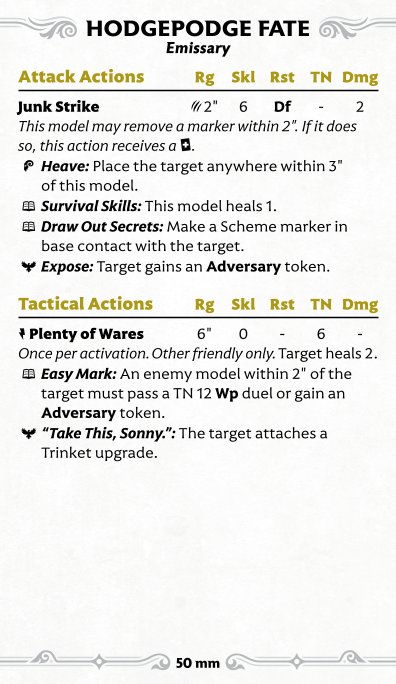 HODGEPODGE FATE
Emissary
Attack Actions Rg Skl Rst TN Dmg
Junk Strike 2" 6 Df - 2
This model may remove a marker within 2". If it does
so, this action receives a .
Heave: Place the target anywhere within 3"
of this model.
Survival Skills: This model heals 1.
Draw Out Secrets: Make a Scheme marker in
base contact with the target.
Expose: Target gains an Adversary token.
Tactical Actions Rg Skl Rst TN Dmg
Plenty of Wares 6" 0 - 6 -
Once per activation. Other friendly only. Target heals 2.
Easy Mark: An enemy model within 2" of the
target must pass a TN 12 Wp duel or gain an
Adversary token.
"Take This, Sonny.": The target attaches a
Trinket upgrade.
50 mm